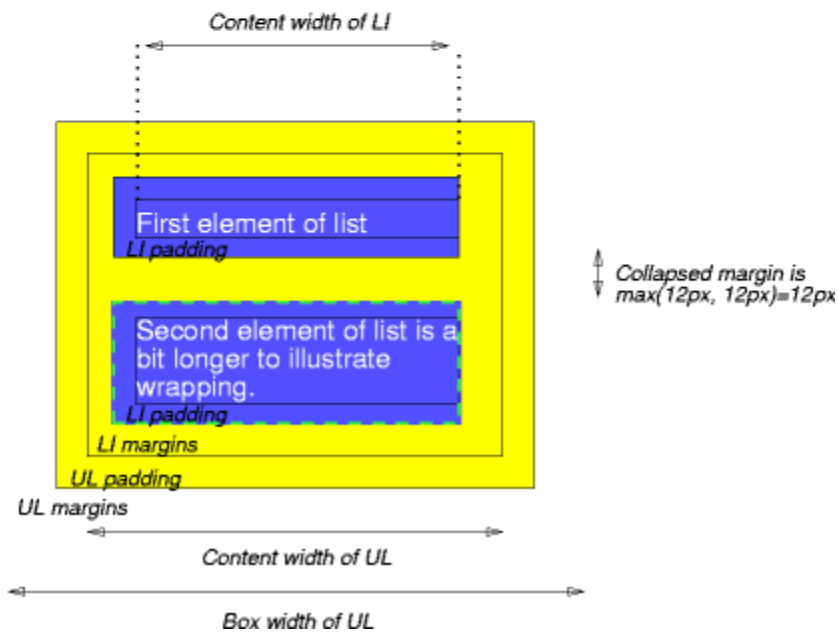 Content width of LI
First element of list
LI padding
Collapsed margin is
max(12px, 12px)=12px
Second element of list is a
bit longer to illustrate
wrapping.
LI padding
LI margins
UL padding
UL margins
Content width of UL
Box width of UL